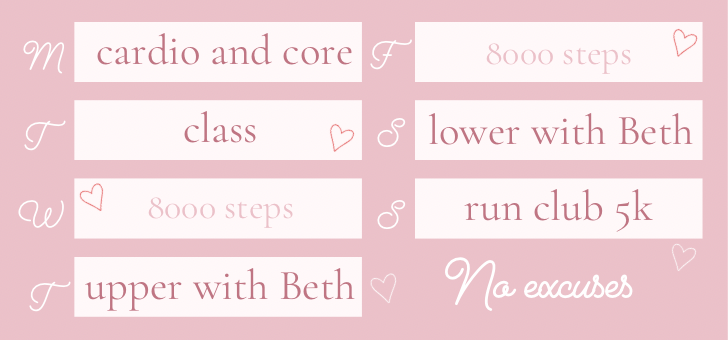 M cardio and core
T class
W 8000 steps
T upper with Beth
F 8000 steps
S lower with Beth
S run club 5k
No excuses